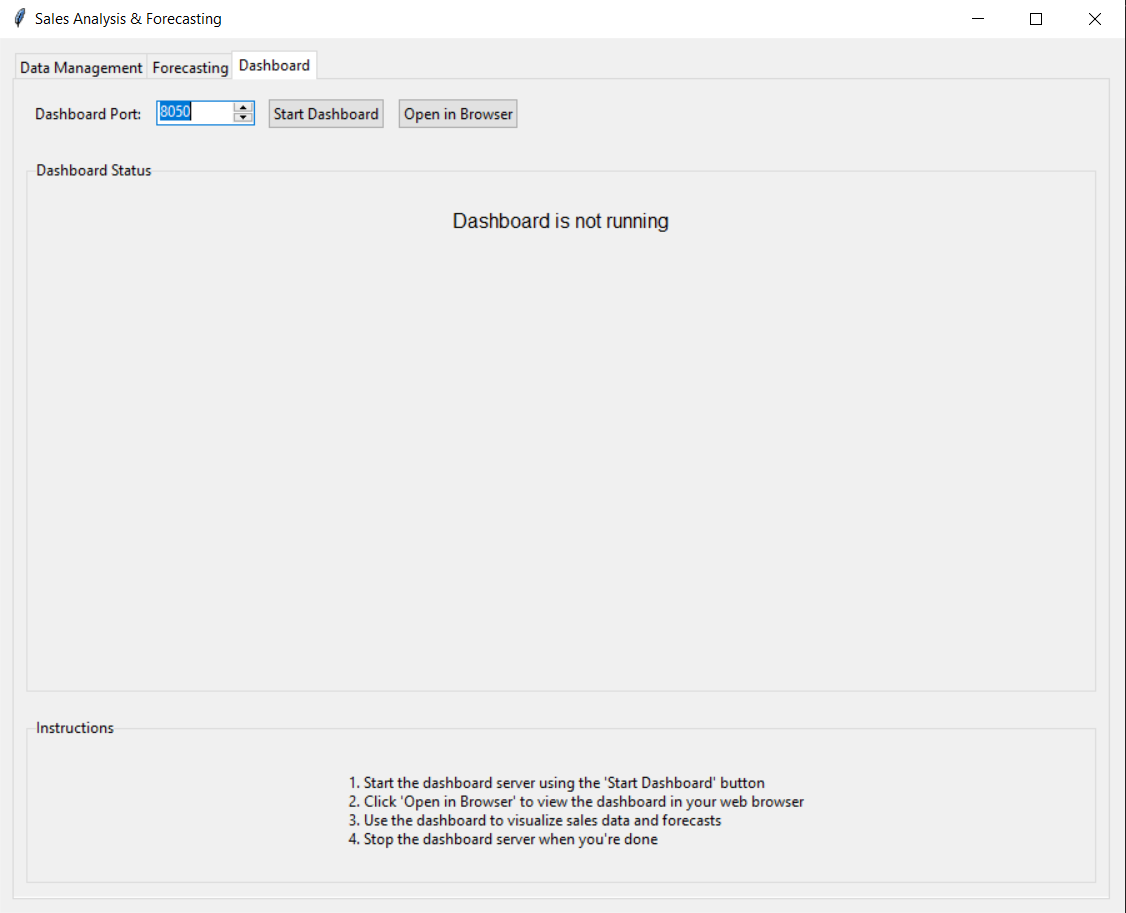 Sales Analysis & Forecasting
Data Management Forecasting Dashboard
Dashboard Port: 8050 Start Dashboard Open in Browser
Dashboard Status
Dashboard is not running
Instructions
1. Start the dashboard server using the 'Start Dashboard' button
2. Click 'Open in Browser' to view the dashboard in your web browser
3. Use the dashboard to visualize sales data and forecasts
4. Stop the dashboard server when you're done